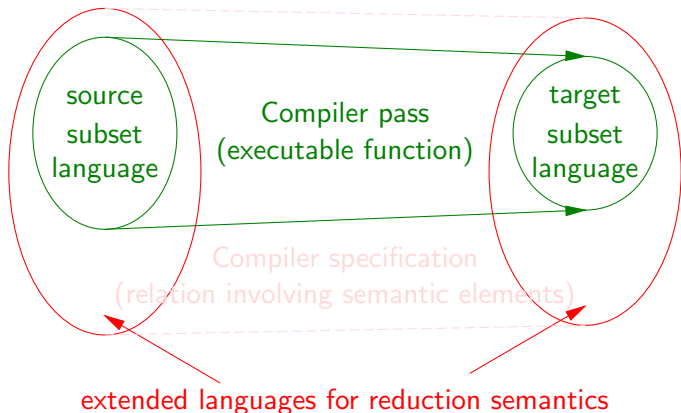 source
subset
language
Compiler pass
(executable function)
target
subset
language
Compiler specification
(relation involving semantic elements)
extended languages for reduction semantics